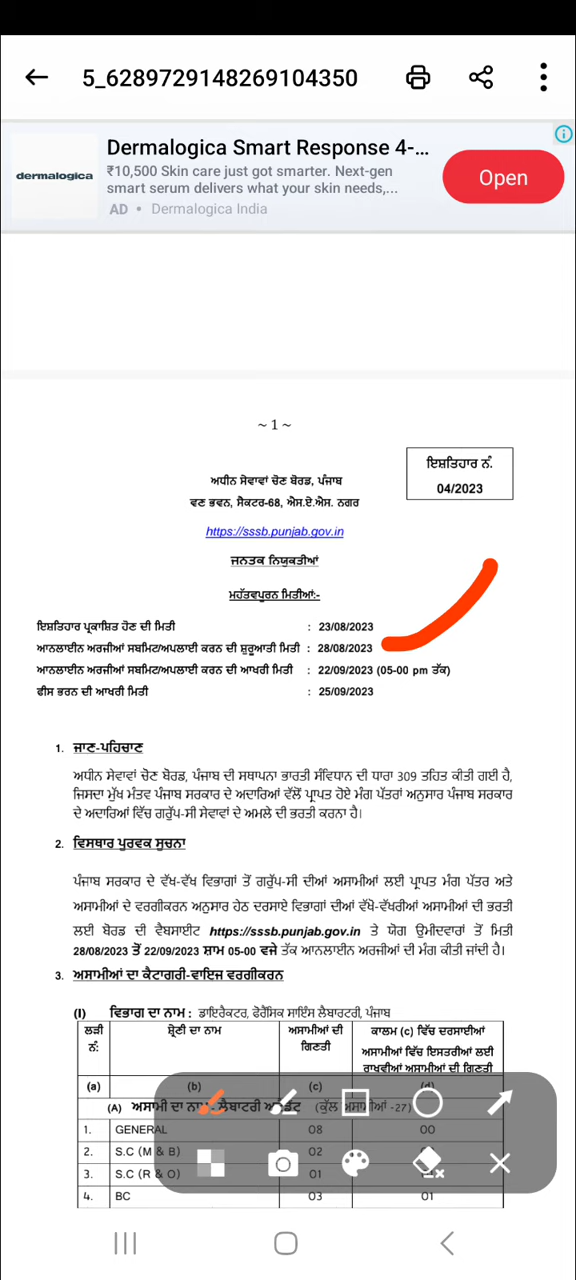 5_6289729148269104350
Dermalogica Smart Response 4-...
₹10,500 Skin care just got smarter. Next-gen
smart serum delivers what your skin needs,...
AD • Dermalogica India
dermalogica
Open
~ 1 ~
ਇਸ਼ਤਿਹਾਰ ਨੰ.
04/2023
ਅਧੀਨ ਸੇਵਾਵਾਂ ਚੋਣ ਬੋਰਡ, ਪੰਜਾਬ
ਵਣ ਭਵਨ, ਸੈਕਟਰ-68, ਐਸ.ਏ.ਐਸ. ਨਗਰ
https://sssb.punjab.gov.in
ਜਨਤਕ ਨਿਯੁਕਤੀਆਂ
ਮਹੱਤਵਪੂਰਨ ਮਿਤੀਆਂ:-
ਇਸ਼ਤਿਹਾਰ ਪ੍ਰਕਾਸ਼ਿਤ ਹੋਣ ਦੀ ਮਿਤੀ : 23/08/2023
ਆਨਲਾਈਨ ਅਰਜੀਆਂ ਸਬਮਿਟ/ਅਪਲਾਈ ਕਰਨ ਦੀ ਸ਼ੁਰੂਆਤੀ ਮਿਤੀ : 28/08/2023
ਆਨਲਾਈਨ ਅਰਜੀਆਂ ਸਬਮਿਟ/ਅਪਲਾਈ ਕਰਨ ਦੀ ਆਖਰੀ ਮਿਤੀ : 22/09/2023 (05-00 pm ਤੱਕ)
ਫੀਸ ਭਰਨ ਦੀ ਆਖਰੀ ਮਿਤੀ : 25/09/2023
1. ਜਾਣ-ਪਹਿਚਾਣ
ਅਧੀਨ ਸੇਵਾਵਾਂ ਚੋਣ ਬੋਰਡ, ਪੰਜਾਬ ਦੀ ਸਥਾਪਨਾ ਭਾਰਤੀ ਸੰਵਿਧਾਨ ਦੀ ਧਾਰਾ 309 ਤਹਿਤ ਕੀਤੀ ਗਈ ਹੈ,
ਜਿਸਦਾ ਮੁੱਖ ਮੰਤਵ ਪੰਜਾਬ ਸਰਕਾਰ ਦੇ ਅਦਾਰਿਆਂ ਵੱਲੋਂ ਪ੍ਰਾਪਤ ਹੋਏ ਮੰਗ ਪੱਤਰਾਂ ਅਨੁਸਾਰ ਪੰਜਾਬ ਸਰਕਾਰ
ਦੇ ਅਦਾਰਿਆਂ ਵਿੱਚ ਗਰੁੱਪ-ਸੀ ਸੇਵਾਵਾਂ ਦੇ ਅਮਲੇ ਦੀ ਭਰਤੀ ਕਰਨਾ ਹੈ।
2. ਵਿਸਥਾਰ ਪੂਰਵਕ ਸੂਚਨਾ
ਪੰਜਾਬ ਸਰਕਾਰ ਦੇ ਵੱਖ-ਵੱਖ ਵਿਭਾਗਾਂ ਤੋਂ ਗਰੁੱਪ-ਸੀ ਦੀਆਂ ਅਸਾਮੀਆਂ ਲਈ ਪ੍ਰਾਪਤ ਮੰਗ ਪੱਤਰ ਅਤੇ
ਅਸਾਮੀਆਂ ਦੇ ਵਰਗੀਕਰਨ ਅਨੁਸਾਰ ਹੇਠ ਦਰਸਾਏ ਵਿਭਾਗਾਂ ਦੀਆਂ ਵੱਖੋ-ਵੱਖਰੀਆਂ ਅਸਾਮੀਆਂ ਦੀ ਭਰਤੀ
ਲਈ ਬੋਰਡ ਦੀ ਵੈਬਸਾਈਟ https://sssb.punjab.gov.in ਤੇ ਯੋਗ ਉਮੀਦਵਾਰਾਂ ਤੋਂ ਮਿਤੀ
28/08/2023 ਤੋਂ 22/09/2023 ਸ਼ਾਮ 05-00 ਵਜੇ ਤੱਕ ਆਨਲਾਈਨ ਅਰਜੀਆਂ ਦੀ ਮੰਗ ਕੀਤੀ ਜਾਂਦੀ ਹੈ।
3. ਅਸਾਮੀਆਂ ਦਾ ਕੈਟਾਗਰੀ-ਵਾਇਜ ਵਰਗੀਕਰਨ
(I) ਵਿਭਾਗ ਦਾ ਨਾਮ : ਡਾਇਰੈਕਟਰ, ਫੋਰੈਂਸਿਕ ਸਾਇੰਸ ਲੈਬਾਰਟਰੀ, ਪੰਜਾਬ
ਲੜੀ ਨੰ: ਸ਼੍ਰੇਣੀ ਦਾ ਨਾਮ ਅਸਾਮੀਆਂ ਦੀ ਗਿਣਤੀ ਕਾਲਮ (c) ਵਿੱਚ ਦਰਸਾਈਆਂ ਅਸਾਮੀਆਂ ਵਿੱਚ ਇਸਤਰੀਆਂ ਲਈ ਰਾਖਵੀਆਂ ਅਸਾਮੀਆਂ ਦੀ ਗਿਣਤੀ
(a) (b) (c) (d)
(A) ਅਸਾਮੀ ਦਾ ਨਾਮ : ਲੈਬਾਟਰੀ (ਕੁੱਲ ਅਸਾਮੀਆਂ -27)
1. GENERAL 08 00
2. S.C (M & B) 02
3. S.C (R & O) 01
4. BC 03 01